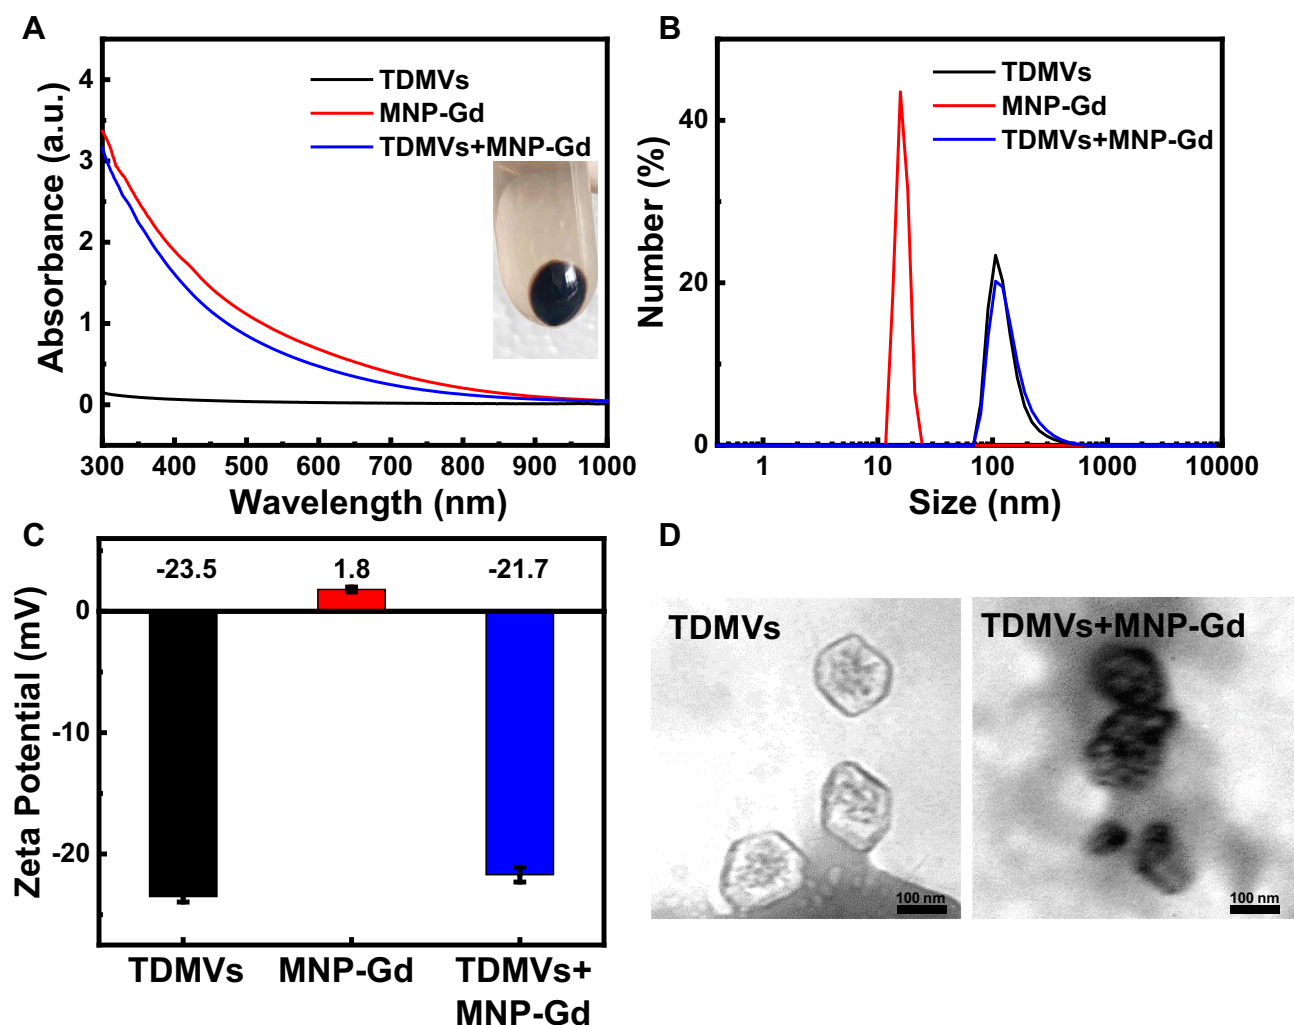 A
Absorbance (a.u.)
4
3
2
1
0
TDMVs
MNP-Gd
TDMVs+MNP-Gd
300 400 500 600 700 800 900 1000
Wavelength (nm)
B
Number (%)
40
20
0
TDMVs
MNP-Gd
TDMVs+MNP-Gd
1 10 100 1000 10000
Size (nm)
C
Zeta Potential (mV)
-23.5 1.8 -21.7
0
-10
-20
TDMVs MNP-Gd TDMVs+
MNP-Gd
D
TDMVs
100 nm
TDMVs+MNP-Gd
100 nm